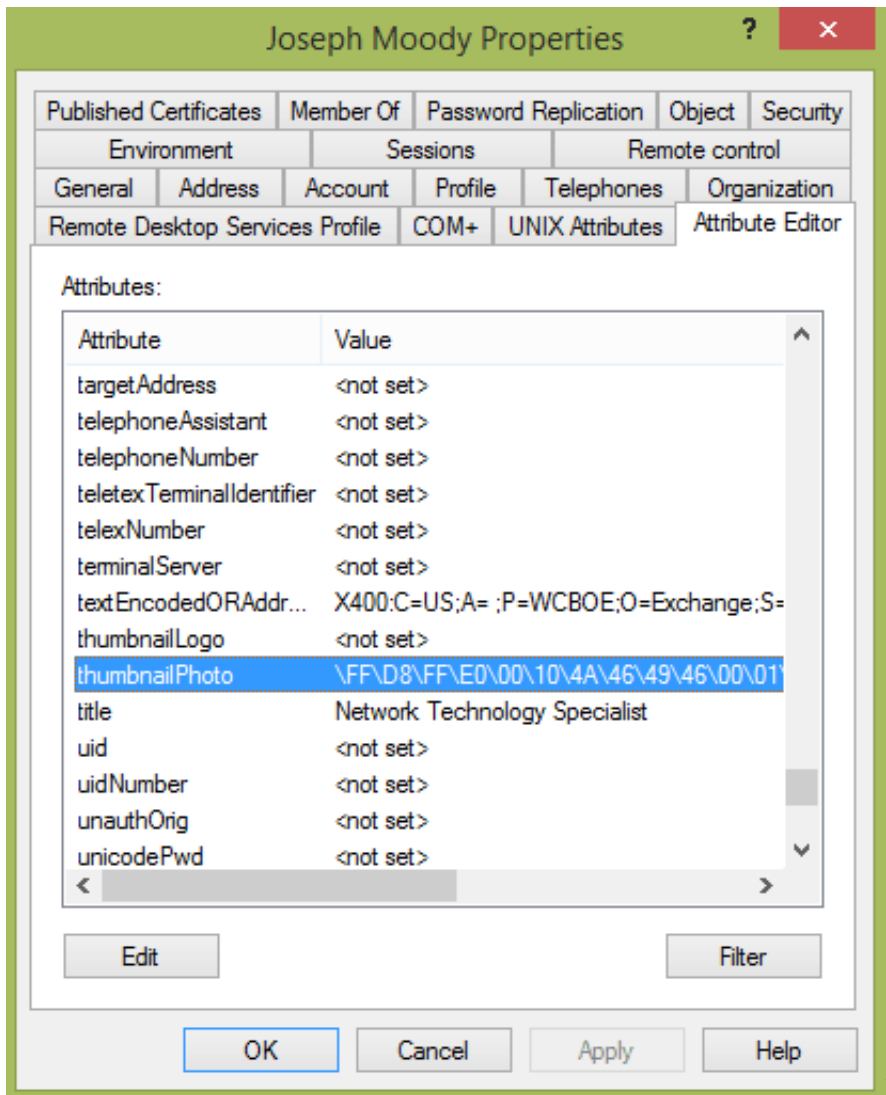 Joseph Moody Properties ? ×
Published Certificates Member Of Password Replication Object Security
Environment Sessions Remote control
General Address Account Profile Telephones Organization
Remote Desktop Services Profile COM+ UNIX Attributes Attribute Editor
Attributes:
Attribute Value
targetAddress <not set>
telephoneAssistant <not set>
telephoneNumber <not set>
teletexTerminalIdentifier <not set>
telexNumber <not set>
terminalServer <not set>
textEncodedORAddr... X400:C=US;A= ;P=WCBOE;O=Exchange;S=
thumbnailLogo <not set>
thumbnailPhoto \FF\D8\FF\E0\00\10\4A\46\49\46\00\01\
title Network Technology Specialist
uid <not set>
uidNumber <not set>
unauthOrig <not set>
unicodePwd <not set>
Edit Filter
OK Cancel Apply Help